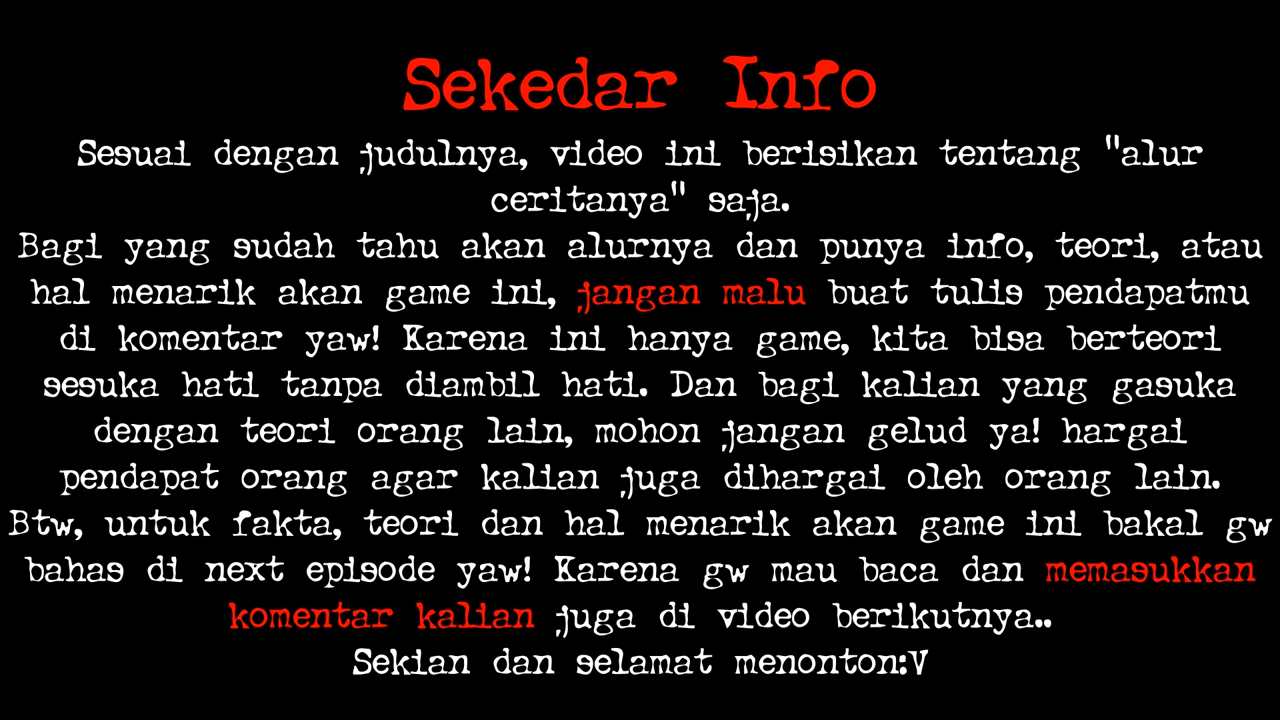 Sekedar Info
Sesuai dengan judulnya, video ini berisikan tentang "alur
ceritanya" saja.
Bagi yang sudah tahu akan alurnya dan punya info, teori, atau
hal menarik akan game ini, jangan malu buat tulis pendapatmu
di komentar yaw! Karena ini hanya game, kita bisa berteori
sesuka hati tanpa diambil hati. Dan bagi kalian yang gasuka
dengan teori orang lain, mohon jangan gelud ya! hargai
pendapat orang agar kalian juga dihargai oleh orang lain.
Btw, untuk fakta, teori dan hal menarik akan game ini bakal gw
bahas di next episode yaw! Karena gw mau baca dan memasukkan
komentar kalian juga di video berikutnya..
Sekian dan selamat menonton:V